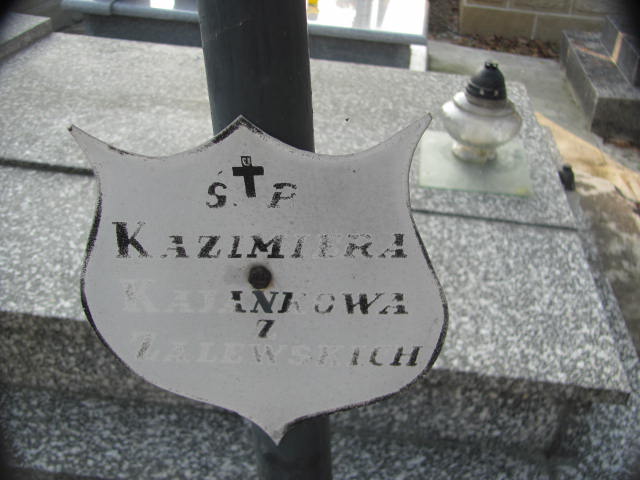 Ś. P
KAZIMIERA
Z
ZALEWSKICH